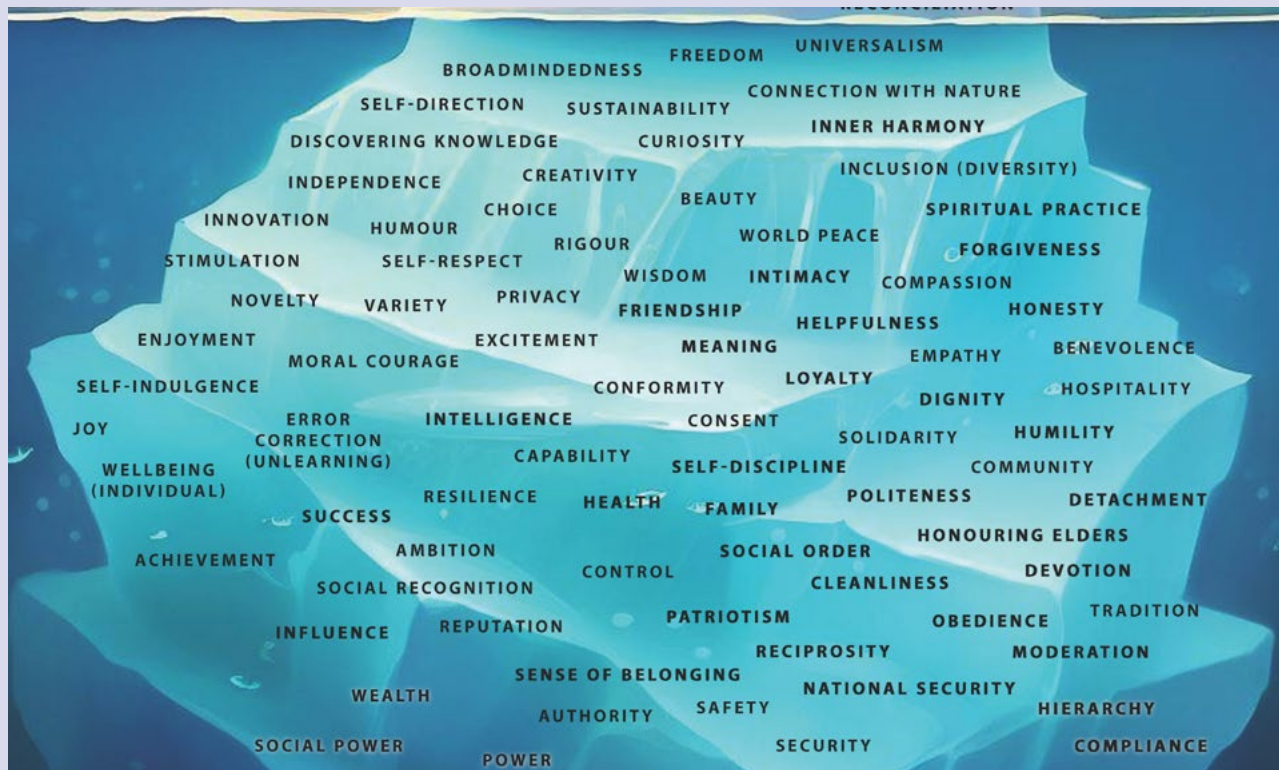 RECONCILIATION
FREEDOM UNIVERSALISM
BROADMINDEDNESS
CONNECTION WITH NATURE
SELF-DIRECTION SUSTAINABILITY
INNER HARMONY
DISCOVERING KNOWLEDGE CURIOSITY
INCLUSION (DIVERSITY)
INDEPENDENCE CREATIVITY
BEAUTY
CHOICE SPIRITUAL PRACTICE
INNOVATION HUMOUR
RIGOUR WORLD PEACE
FORGIVENESS
STIMULATION SELF-RESPECT
WISDOM INTIMACY COMPASSION
NOVELTY VARIETY PRIVACY
FRIENDSHIP HONESTY
HELPFULNESS
ENJOYMENT EXCITEMENT
MEANING BENEVOLENCE
MORAL COURAGE EMPATHY
SELF-INDULGENCE CONFORMITY LOYALTY HOSPITALITY
DIGNITY
JOY ERROR INTELLIGENCE CONSENT
CORRECTION SOLIDARITY HUMILITY
(UNLEARNING) CAPABILITY
WELLBEING SELF-DISCIPLINE COMMUNITY
(INDIVIDUAL)
RESILIENCE HEALTH FAMILY POLITENESS DETACHMENT
SUCCESS
HONOURING ELDERS
ACHIEVEMENT AMBITION SOCIAL ORDER
CONTROL DEVOTION
SOCIAL RECOGNITION CLEANLINESS
PATRIOTISM OBEDIENCE TRADITION
INFLUENCE REPUTATION
RECIPROSITY MODERATION
SENSE OF BELONGING
WEALTH NATIONAL SECURITY
AUTHORITY SAFETY HIERARCHY
SOCIAL POWER SECURITY COMPLIANCE
POWER